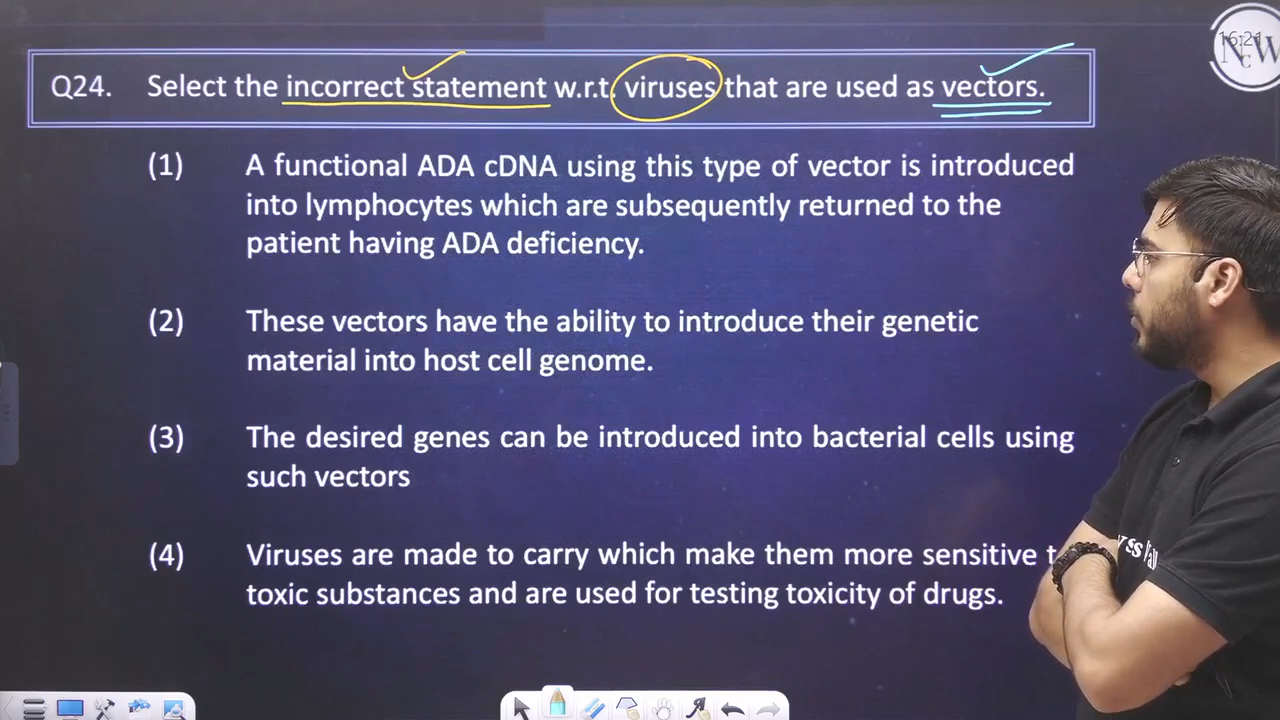 16:21
Q24. Select the incorrect statement w.r.t. viruses that are used as vectors.
(1) A functional ADA cDNA using this type of vector is introduced
into lymphocytes which are subsequently returned to the
patient having ADA deficiency.
(2) These vectors have the ability to introduce their genetic
material into host cell genome.
(3) The desired genes can be introduced into bacterial cells using
such vectors
(4) Viruses are made to carry which make them more sensitive
toxic substances and are used for testing toxicity of drugs.